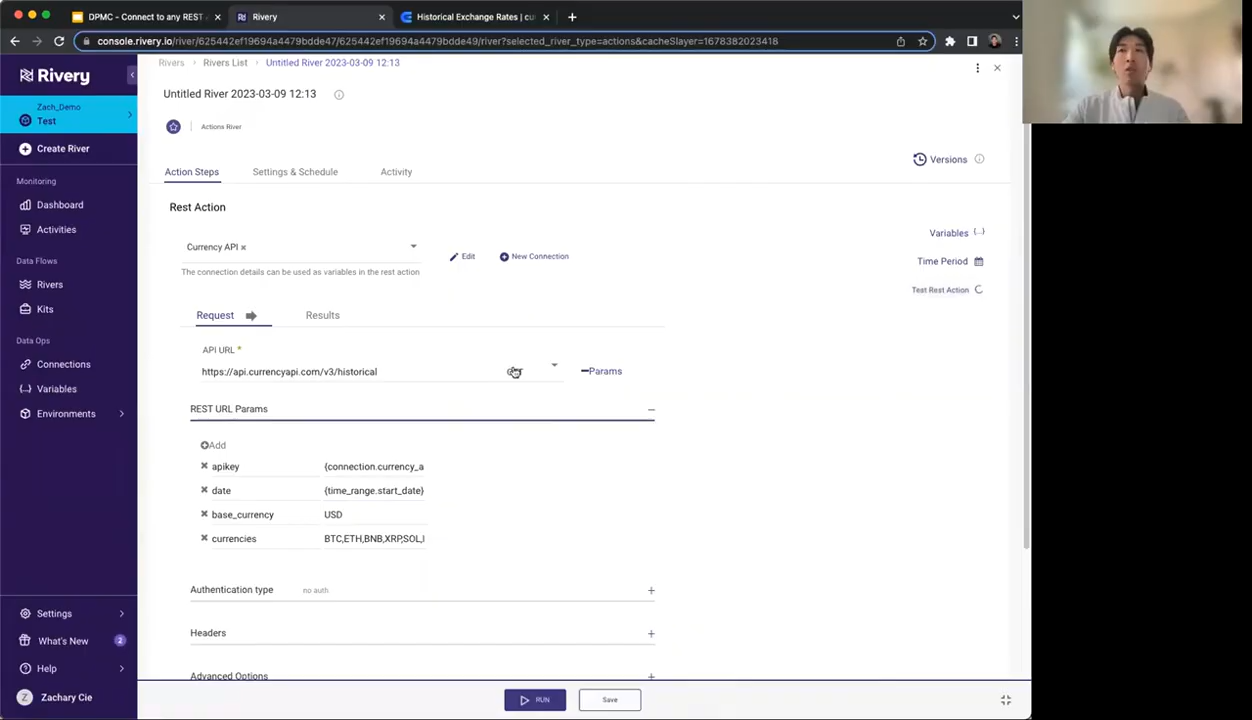 DPMC - Connect to any REST
Rivery
Historical Exchange Rates | cu
console.rivery.io/river/625442ef19694a4479bdde47/625442ef19694a4479bdde49/river?selected_river_type=actions&cacheSlayer=1678382023418
Rivery
Zach_Demo
Test
Create River
Monitoring
Dashboard
Activities
Data Flows
Rivers
Kits
Data Ops
Connections
Variables
Environments
Settings
What's New
2
Help
Z
Zachary Cie
Rivers
Rivers List
Untitled River 2023-03-09 12:13
Untitled River 2023-03-09 12:13
Actions River
Versions
Action Steps
Settings & Schedule
Activity
Rest Action
Variables {...}
Time Period
Test Rest Action
Currency API
Edit
New Connection
The connection details can be used as variables in the rest action
Request
Results
API URL *
https://api.currencyapi.com/v3/historical
Params
REST URL Params
Add
apikey {connection.currency_a
date {time_range.start_date}
base_currency USD
currencies BTC,ETH,BNB,XRP,SOL,
Authentication type no auth
Headers
Advanced Options
RUN
Save